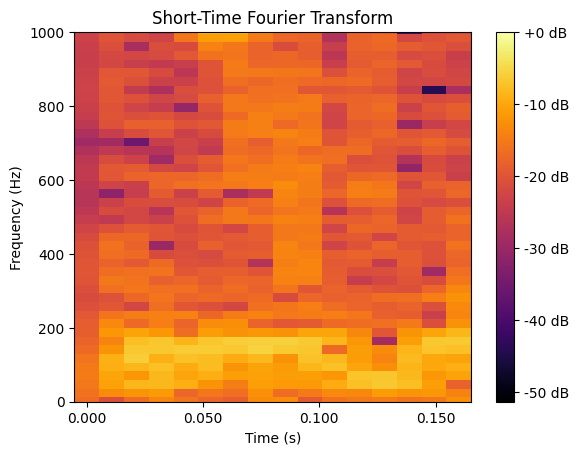 Short-Time Fourier Transform
Frequency (Hz)
1000
800
600
400
200
0
0.000
0.050
0.100
0.150
Time (s)
+0 dB
-10 dB
-20 dB
-30 dB
-40 dB
-50 dB